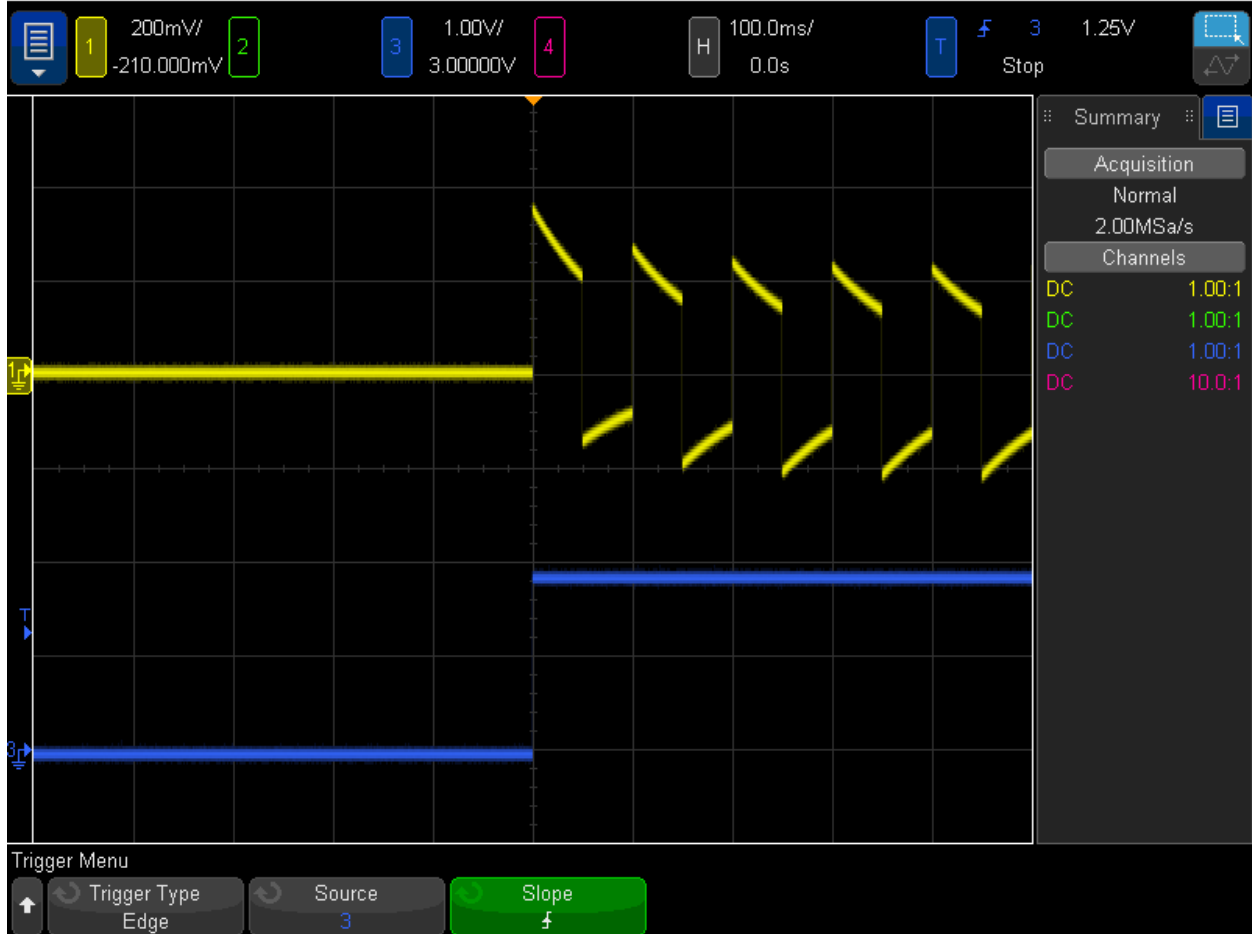 1 200mV/ 2 3 1.00V/ 4 H 100.0ms/ T 3 1.25V
-210.000mV 3.00000V 0.0s Stop
Summary
Acquisition
Normal
2.00MSa/s
Channels
DC 1.00:1
DC 1.00:1
DC 1.00:1
DC 10.0:1
1
T
3
Trigger Menu
Trigger Type Source Slope
Edge 3